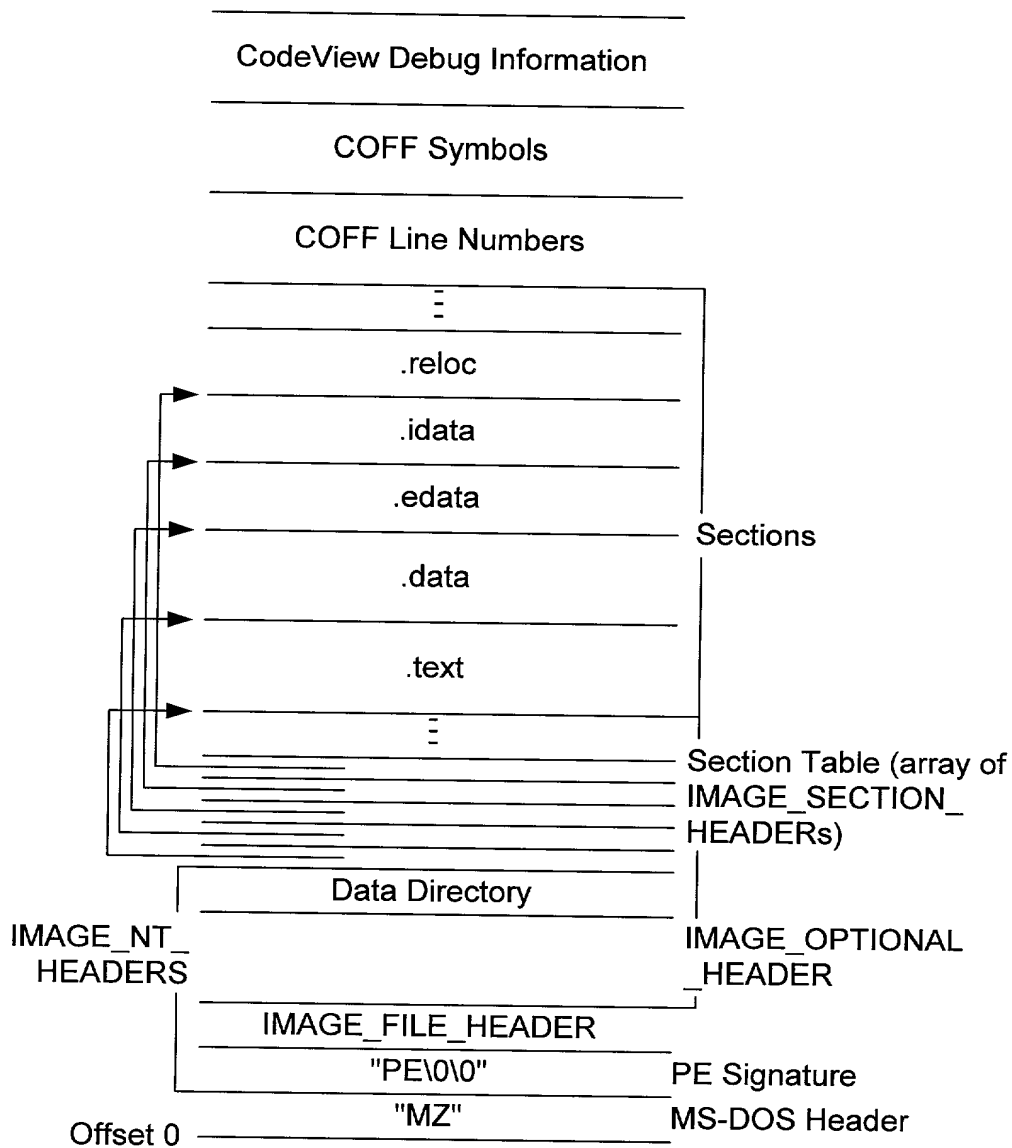 CodeView Debug Information
COFF Symbols
COFF Line Numbers
.reloc
.idata
.edata
Sections
.data
.text
Section Table (array of
IMAGE_SECTION_
HEADERs)
Data Directory
IMAGE_NT_
HEADERS
IMAGE_OPTIONAL
_HEADER
IMAGE_FILE_HEADER
"PE\0\0"
PE Signature
"MZ"
MS-DOS Header
Offset 0